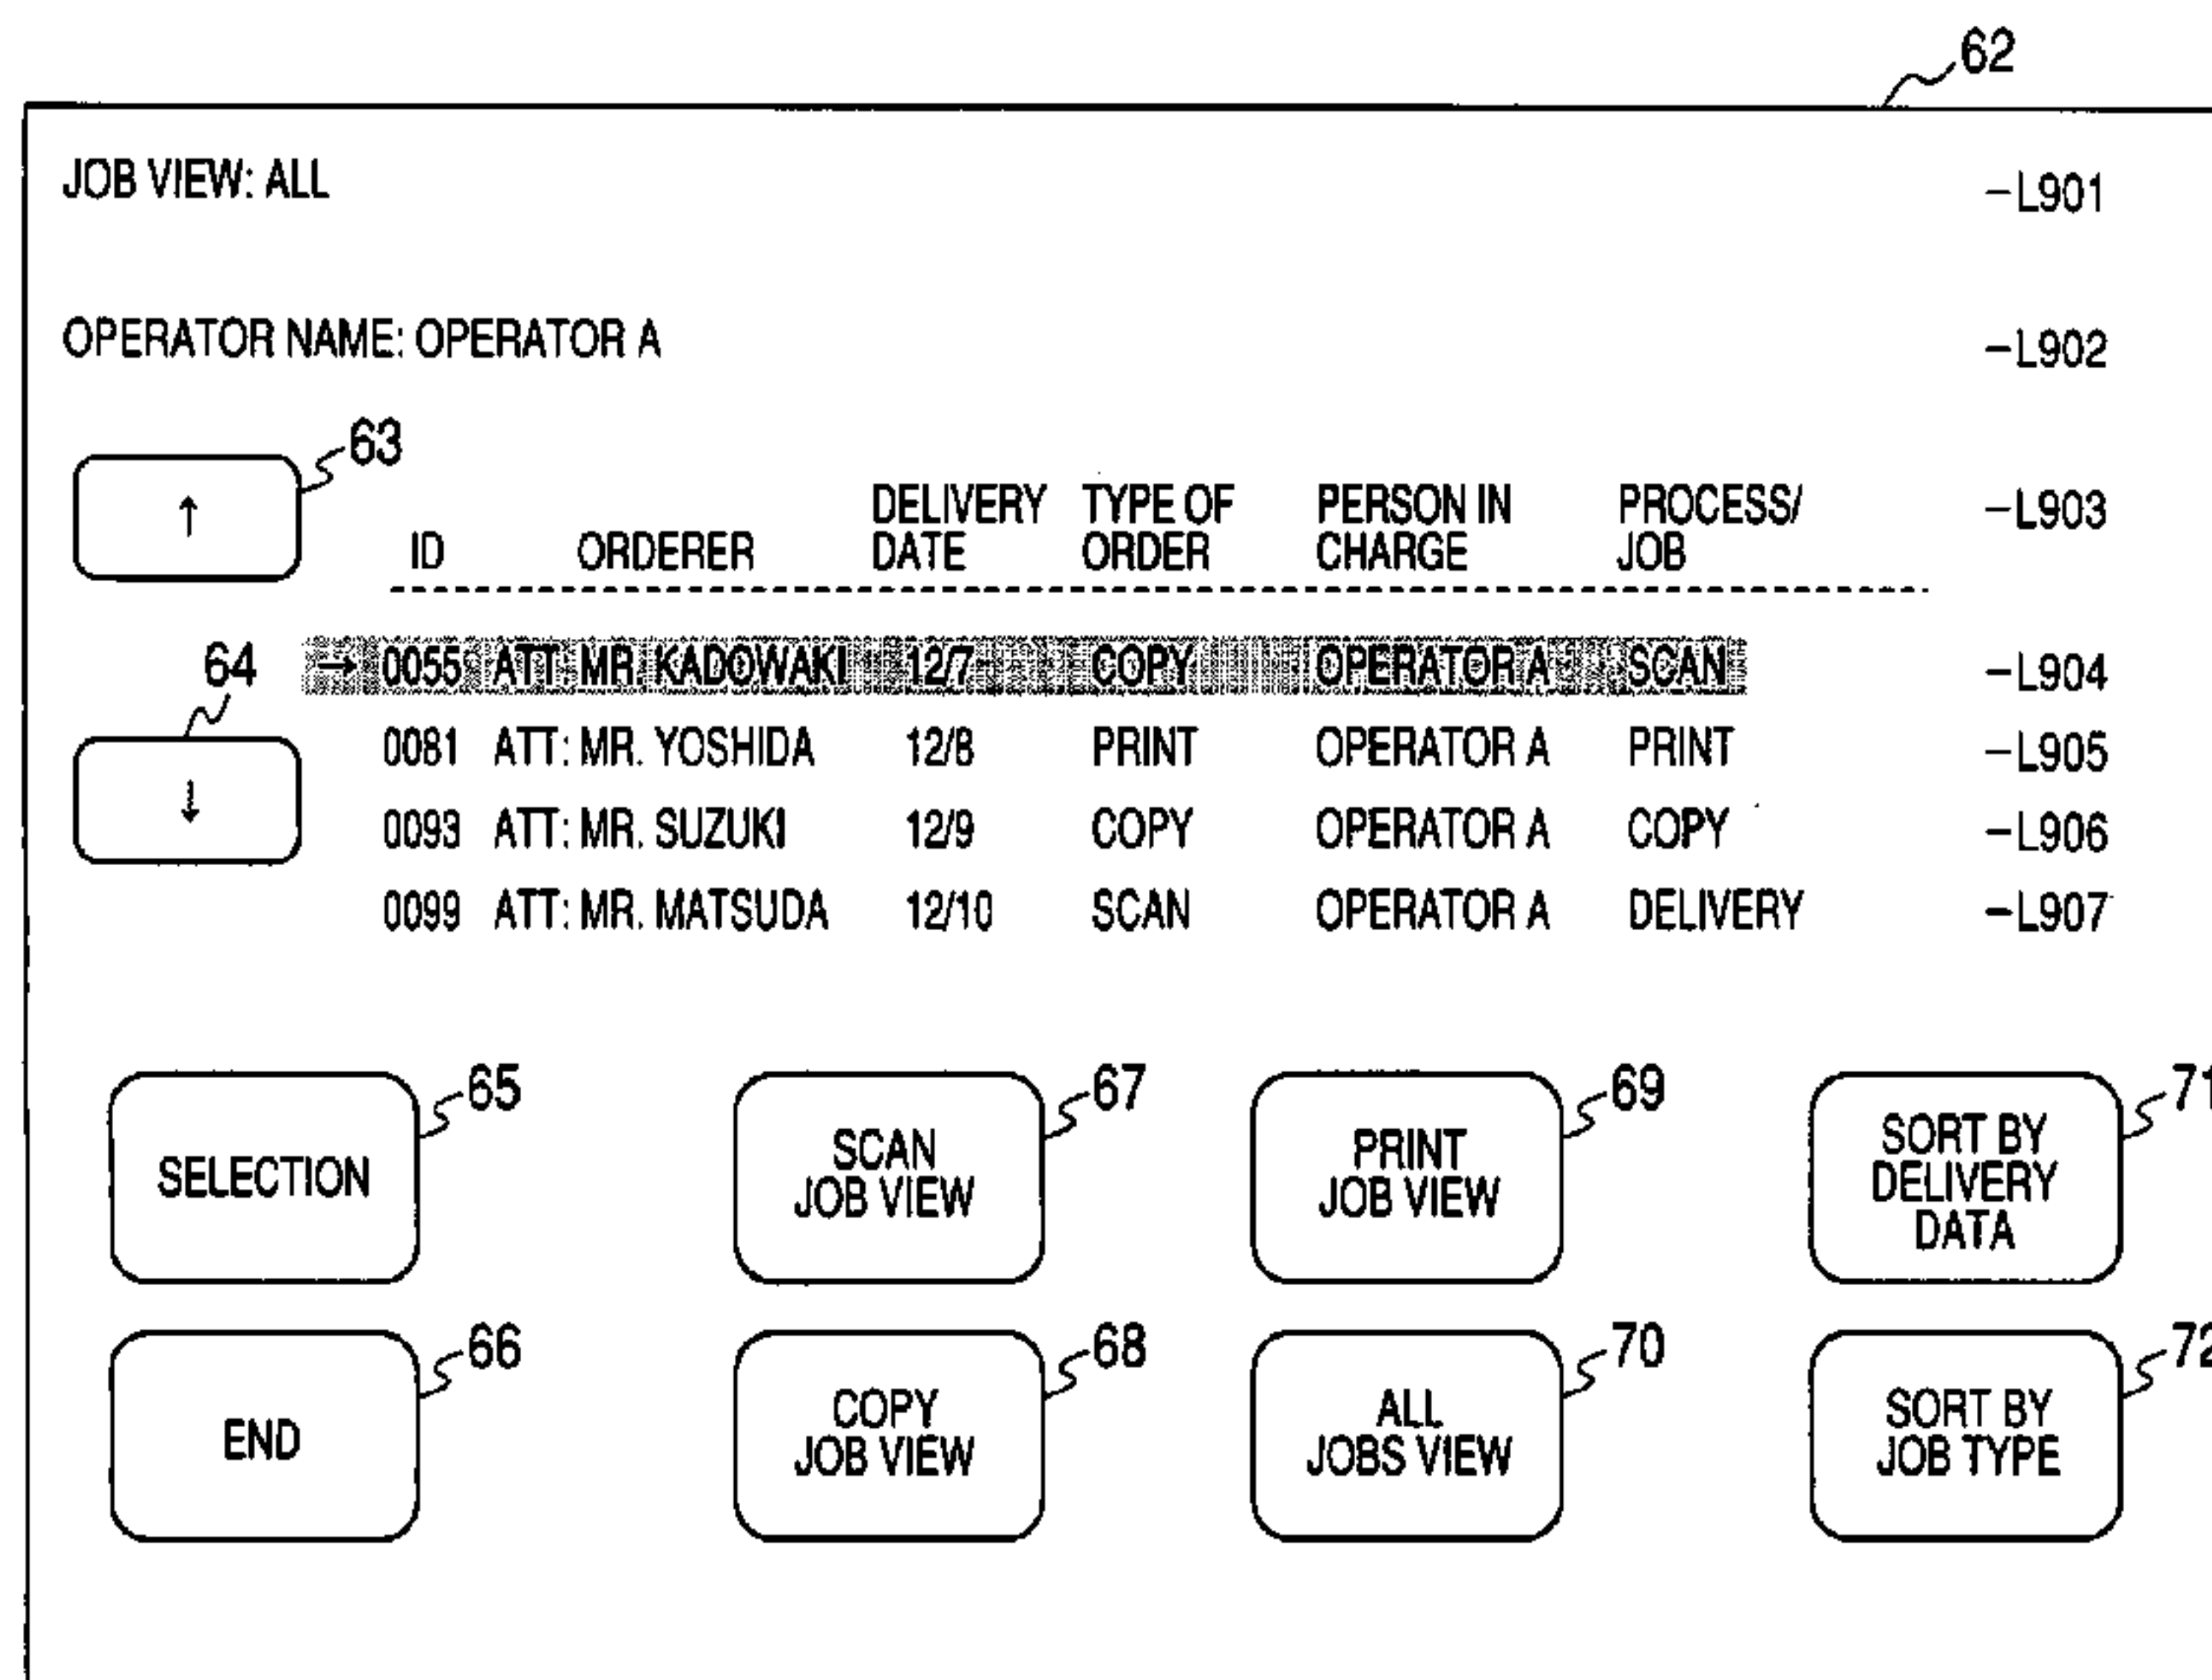 62
JOB VIEW: ALL -L901
OPERATOR NAME: OPERATOR A -L902
63
↑
ID ORDERER DELIVERY DATE TYPE OF ORDER PERSON IN CHARGE PROCESS/ JOB -L903
64
→ 0055 ATT: MR. KADOWAKI 12/7 COPY OPERATOR A SCAN -L904
↓
0081 ATT: MR. YOSHIDA 12/8 PRINT OPERATOR A PRINT -L905
0093 ATT: MR. SUZUKI 12/9 COPY OPERATOR A COPY -L906
0099 ATT: MR. MATSUDA 12/10 SCAN OPERATOR A DELIVERY -L907
65
SELECTION
67
SCAN
JOB VIEW
69
PRINT
JOB VIEW
71
SORT BY
DELIVERY
DATA
66
END
68
COPY
JOB VIEW
70
ALL
JOBS VIEW
72
SORT BY
JOB TYPE